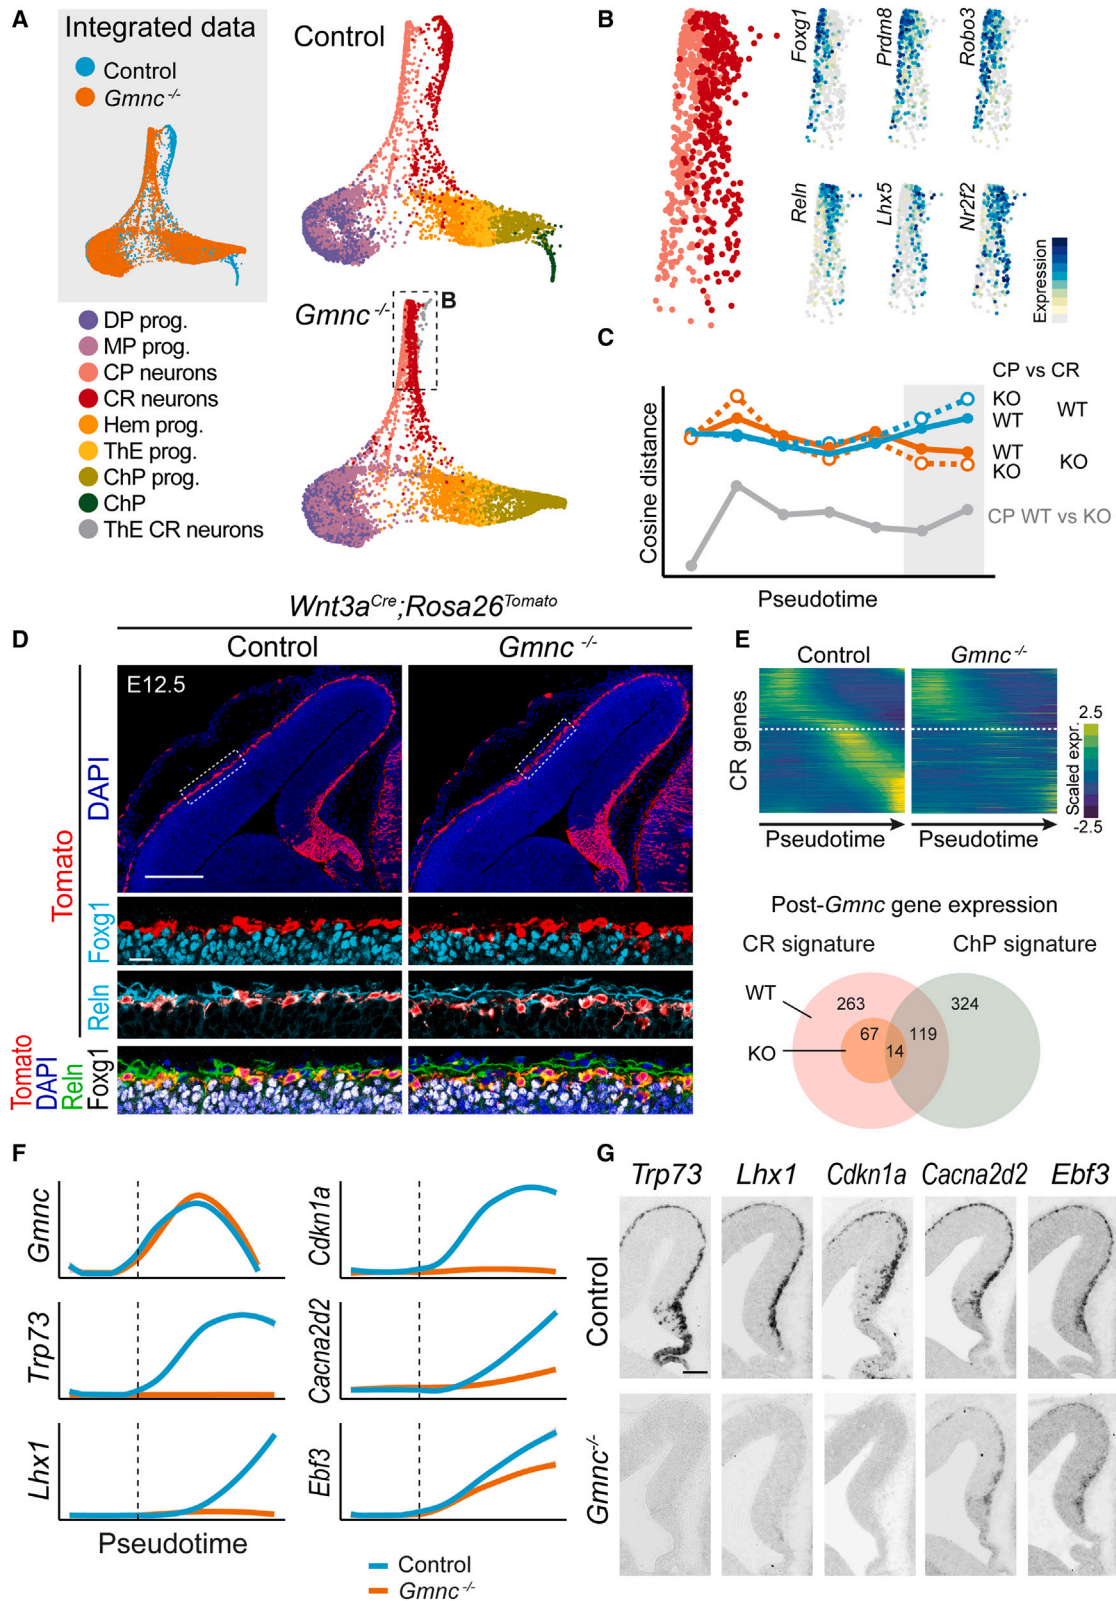 A
Integrated data
Control
Gmnc -/-
Control
Gmnc -/-
B
DP prog.
MP prog.
CP neurons
CR neurons
Hem prog.
ThE prog.
ChP prog.
ChP
ThE CR neurons
B
Foxg1
Prdm8
Robo3
Reln
Lhx5
Nr2f2
Expression
C
CP vs CR
KO
WT
WT
WT
KO
KO
CP WT vs KO
Cosine distance
Pseudotime
Wnt3aCre;Rosa26Tomato
D
Control
Gmnc -/-
E12.5
Tomato
DAPI
Foxg1
Reln
Tomato
DAPI
Reln
Foxg1
E
Control
Gmnc -/-
CR genes
2.5
Scaled expr.
-2.5
Pseudotime
Pseudotime
Post-Gmnc gene expression
CR signature
ChP signature
WT
263
324
67
119
KO
14
F
Gmnc
Cdkn1a
Trp73
Cacna2d2
Lhx1
Ebf3
Pseudotime
Control
Gmnc -/-
G
Trp73
Lhx1
Cdkn1a
Cacna2d2
Ebf3
Control
Gmnc-/-